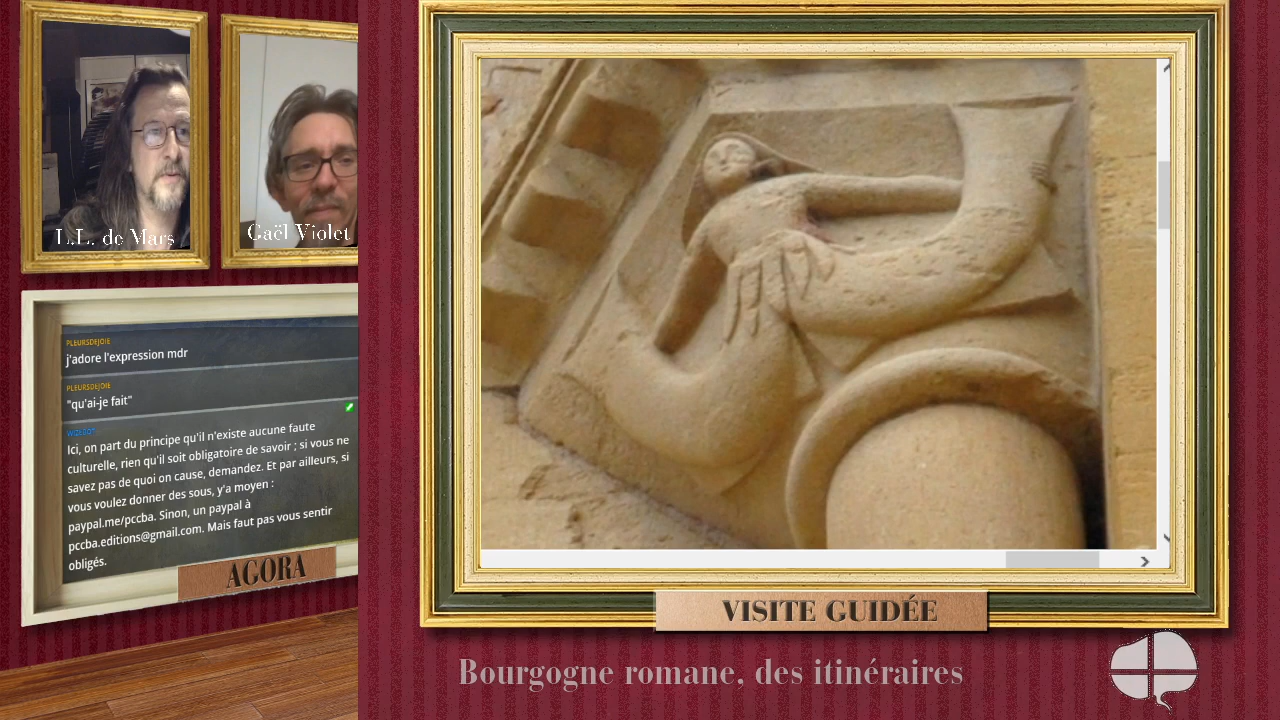 L.L. de Mars
Gaël Violet
PLEURSDEJOIE
j'adore l'expression mdr
PLEURSDEJOIE
"qu'ai-je fait"
WIZEBOT
Ici, on part du principe qu'il n'existe aucune faute
culturelle, rien qu'il soit obligatoire de savoir ; si vous ne
savez pas de quoi on cause, demandez. Et par ailleurs, si
vous voulez donner des sous, y'a moyen :
paypal.me/pccba. Sinon, un paypal à
pccba.editions@gmail.com. Mais faut pas vous sentir
obligés.
AGORA
VISITE GUIDÉE
Bourgogne romane, des itinéraires